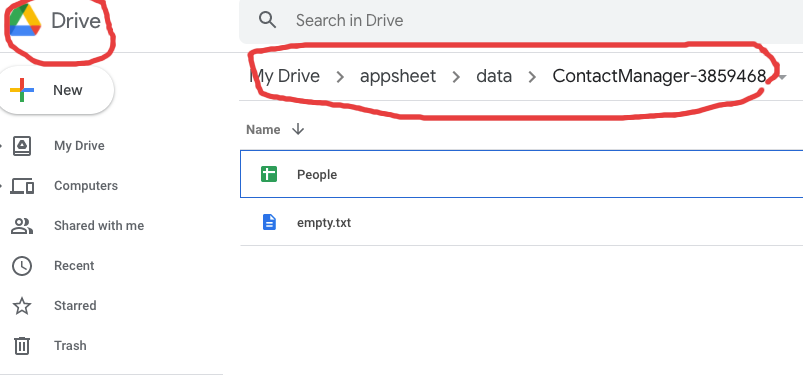 Drive
Search in Drive
My Drive > appsheet > data > ContactManager-3859468
New
Name
My Drive
People
Computers
empty.txt
Shared with me
Recent
Starred
Trash